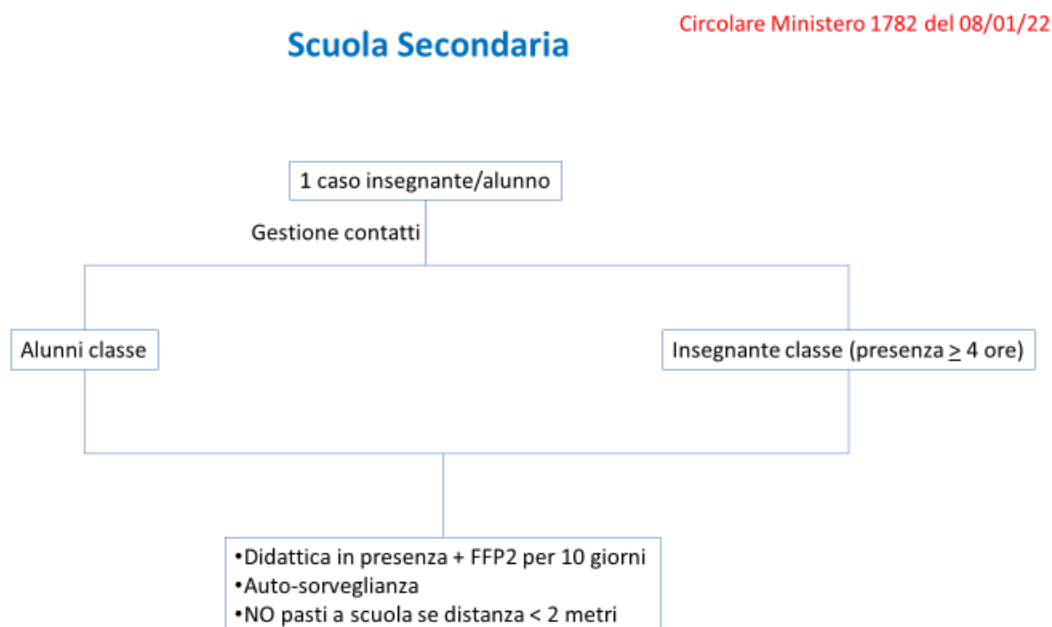 Circolare Ministero 1782 del 08/01/22
Scuola Secondaria
1 caso insegnante/alunno
Gestione contatti
Alunni classe
Insegnante classe (presenza ≥ 4 ore)
•Didattica in presenza + FFP2 per 10 giorni
•Auto-sorveglianza
•NO pasti a scuola se distanza < 2 metri